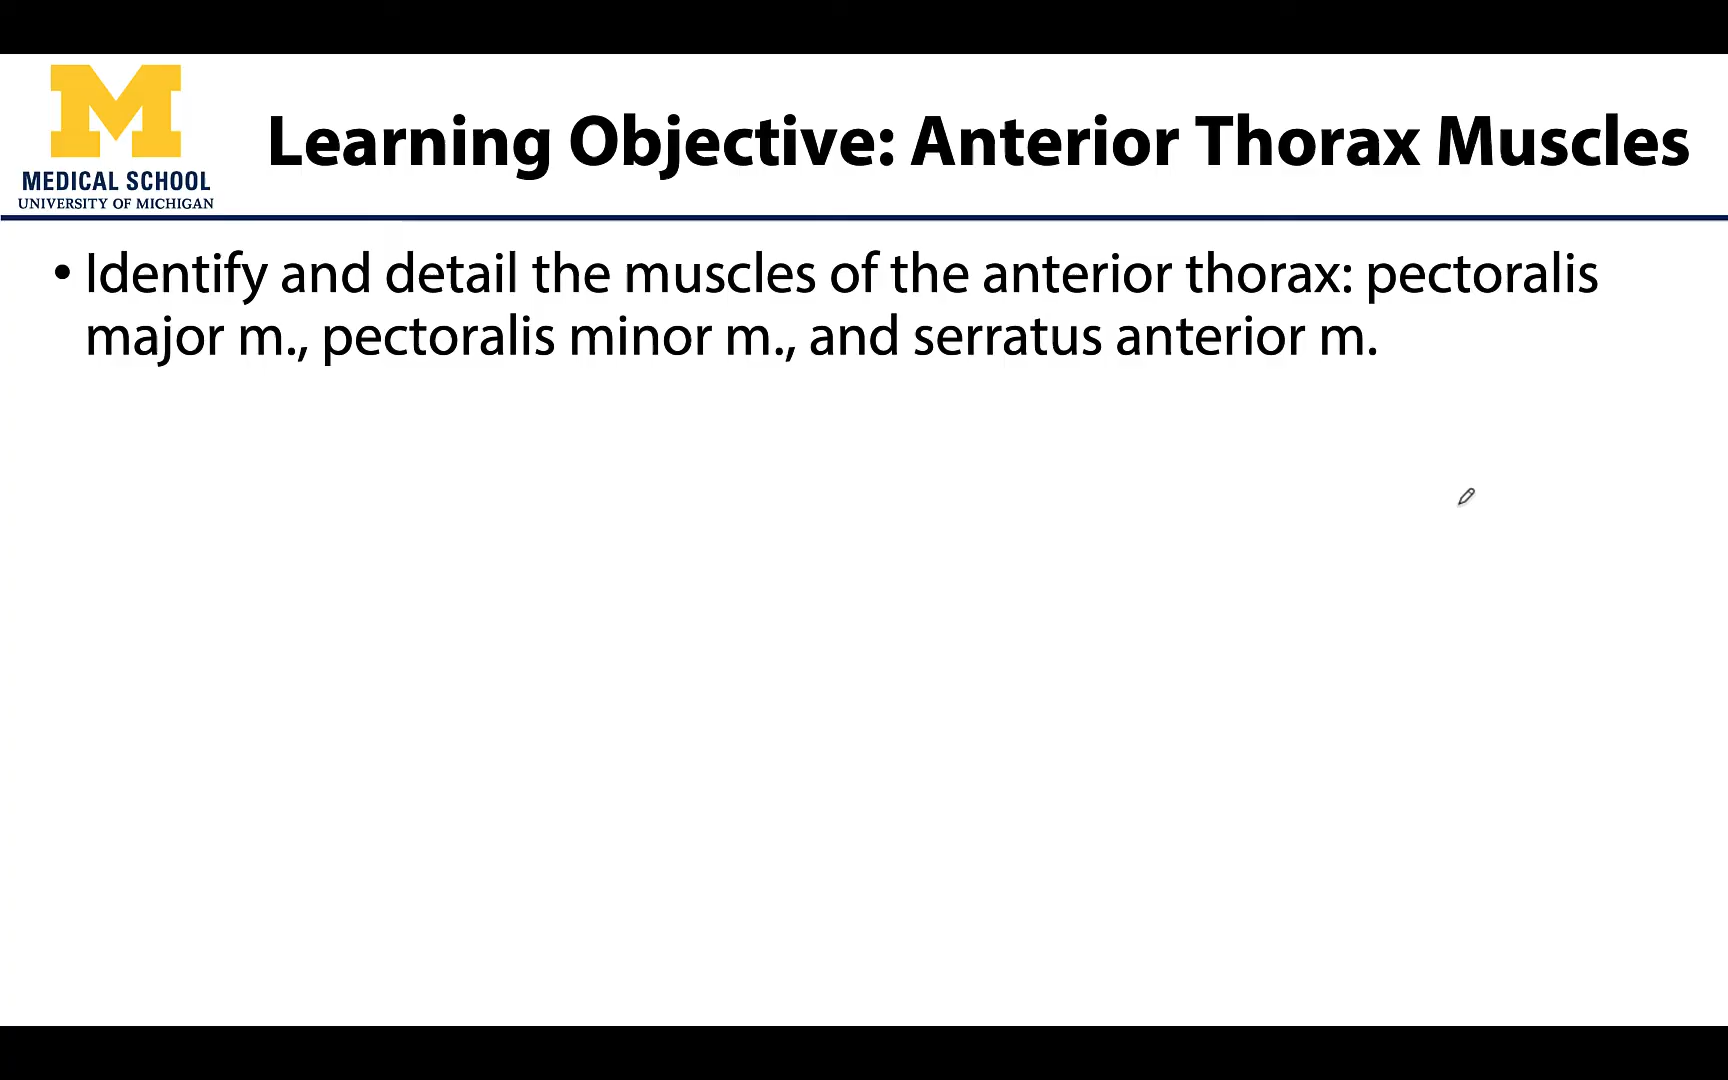 M
MEDICAL SCHOOL
UNIVERSITY OF MICHIGAN
Learning Objective: Anterior Thorax Muscles
• Identify and detail the muscles of the anterior thorax: pectoralis
major m., pectoralis minor m., and serratus anterior m.